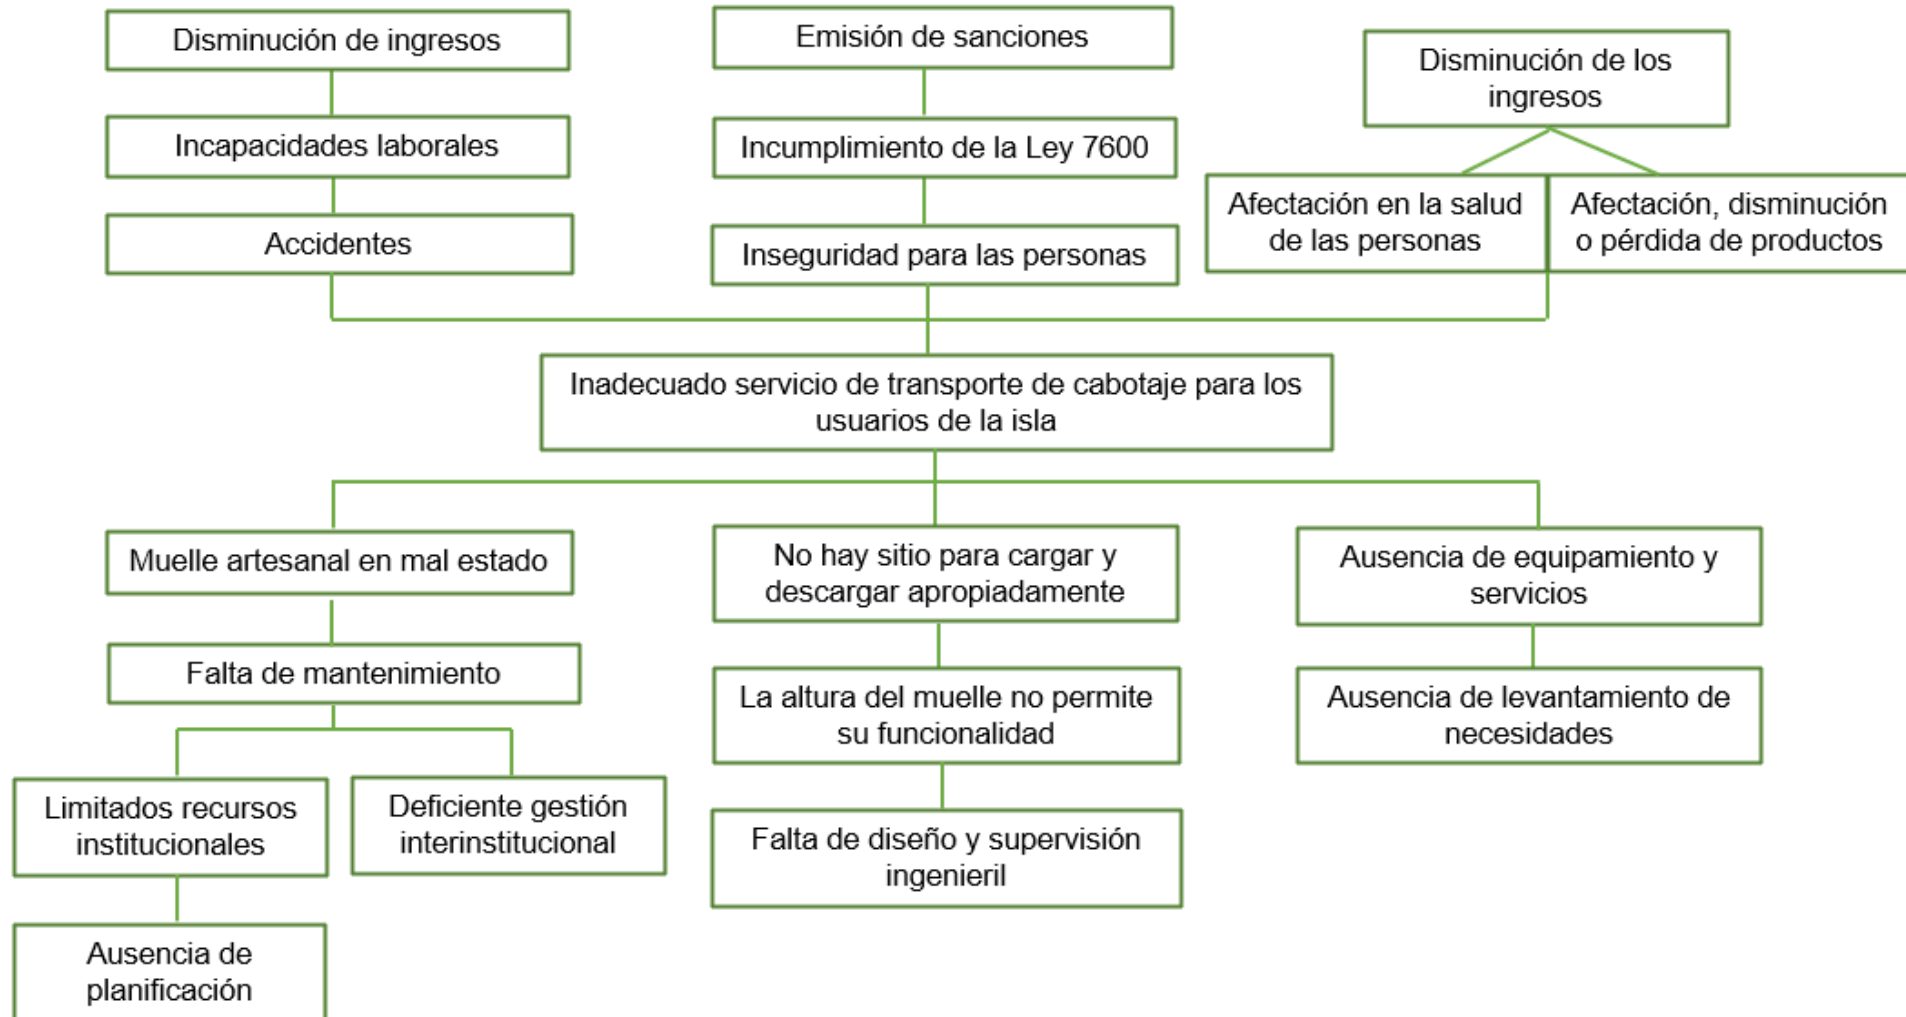 Disminución de ingresos
Emisión de sanciones
Disminución de los
ingresos
Incapacidades laborales
Incumplimiento de la Ley 7600
Accidentes
Inseguridad para las personas
Afectación en la salud
de las personas
Afectación, disminución
o pérdida de productos
Inadecuado servicio de transporte de cabotaje para los
usuarios de la isla
Muelle artesanal en mal estado
No hay sitio para cargar y
descargar apropiadamente
Ausencia de equipamiento y
servicios
Falta de mantenimiento
La altura del muelle no permite
su funcionalidad
Ausencia de levantamiento de
necesidades
Limitados recursos
institucionales
Deficiente gestión
interinstitucional
Falta de diseño y supervisión
ingenieril
Ausencia de
planificación